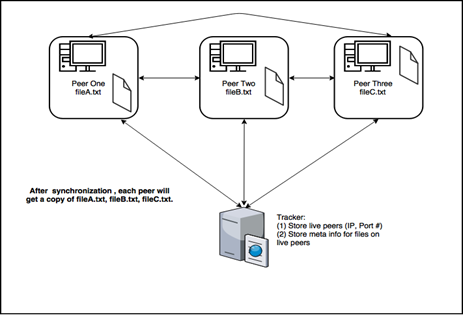 Peer One
fileA.txt
Peer Two
fileB.txt
Peer Three
fileC.txt
After synchronization , each peer will
get a copy of fileA.txt, fileB.txt, fileC.txt.
Tracker:
(1) Store live peers (IP, Port #)
(2) Store meta info for files on
live peers